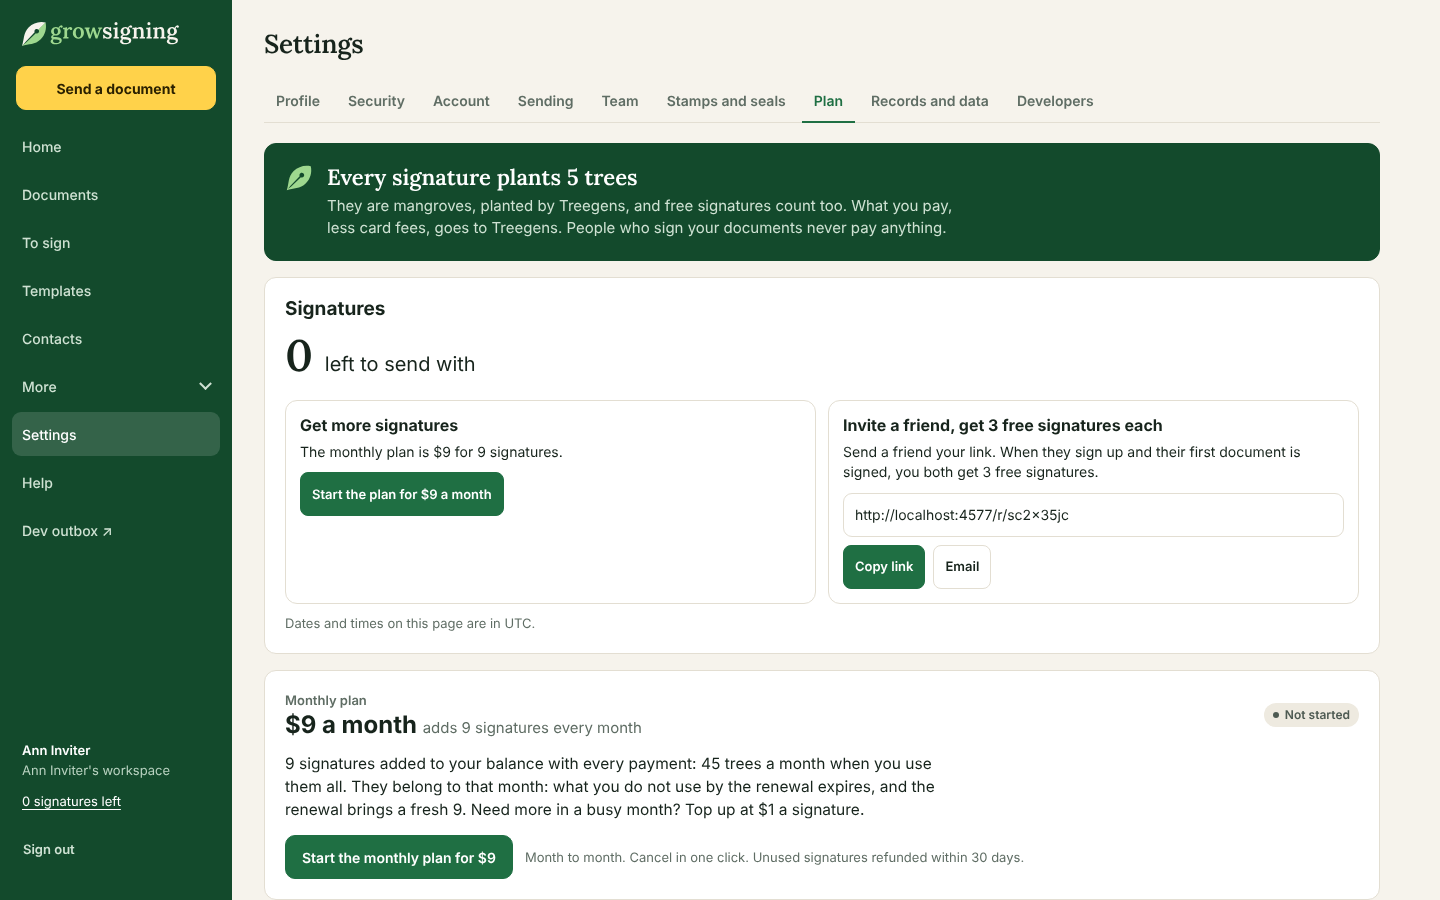 growsigning
Send a document
Home
Documents
To sign
Templates
Contacts
More
Settings
Help
Dev outbox ↗
Ann Inviter
Ann Inviter's workspace
0 signatures left
Sign out
Settings
Profile Security Account Sending Team Stamps and seals Plan Records and data Developers
Every signature plants 5 trees
They are mangroves, planted by Treegens, and free signatures count too. What you pay,
less card fees, goes to Treegens. People who sign your documents never pay anything.
Signatures
0 left to send with
Get more signatures
The monthly plan is $9 for 9 signatures.
Start the plan for $9 a month
Invite a friend, get 3 free signatures each
Send a friend your link. When they sign up and their first document is
signed, you both get 3 free signatures.
http://localhost:4577/r/sc2×35jc
Copy link Email
Dates and times on this page are in UTC.
Monthly plan
$9 a month adds 9 signatures every month
Not started
9 signatures added to your balance with every payment: 45 trees a month when you use
them all. They belong to that month: what you do not use by the renewal expires, and the
renewal brings a fresh 9. Need more in a busy month? Top up at $1 a signature.
Start the monthly plan for $9 Month to month. Cancel in one click. Unused signatures refunded within 30 days.